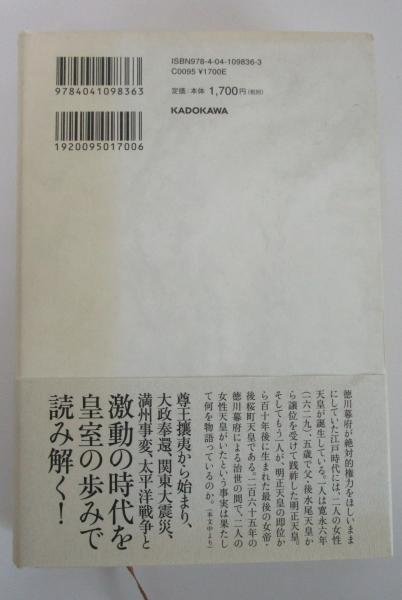 ISBN978-4-04-109836-3
C0095 ¥1700E
定価:本体 1,700円(税別)
KADOKAWA
9784041098363
1920095017006
徳川幕府が絶対的権力をほしいまま
にしていた江戸時代には、二人の女性
天皇が誕生している。一人は寛永六年
(一六二九)、五歳で父・後水尾天皇か
ら譲位を受けて践祚した明正天皇。
そしてもう一人が、明正天皇の即位か
ら百十年後に生まれた最後の女帝・
後桜町天皇である。二百六十五年の
徳川幕府による治世の間で、二人の
女性天皇がいたという事実は果たし
て何を物語っているのか。(本文中より)
尊王攘夷から始まり、
大政奉還、関東大震災、
満州事変、太平洋戦争と
激動の時代を
皇室の歩みで
読み解く!